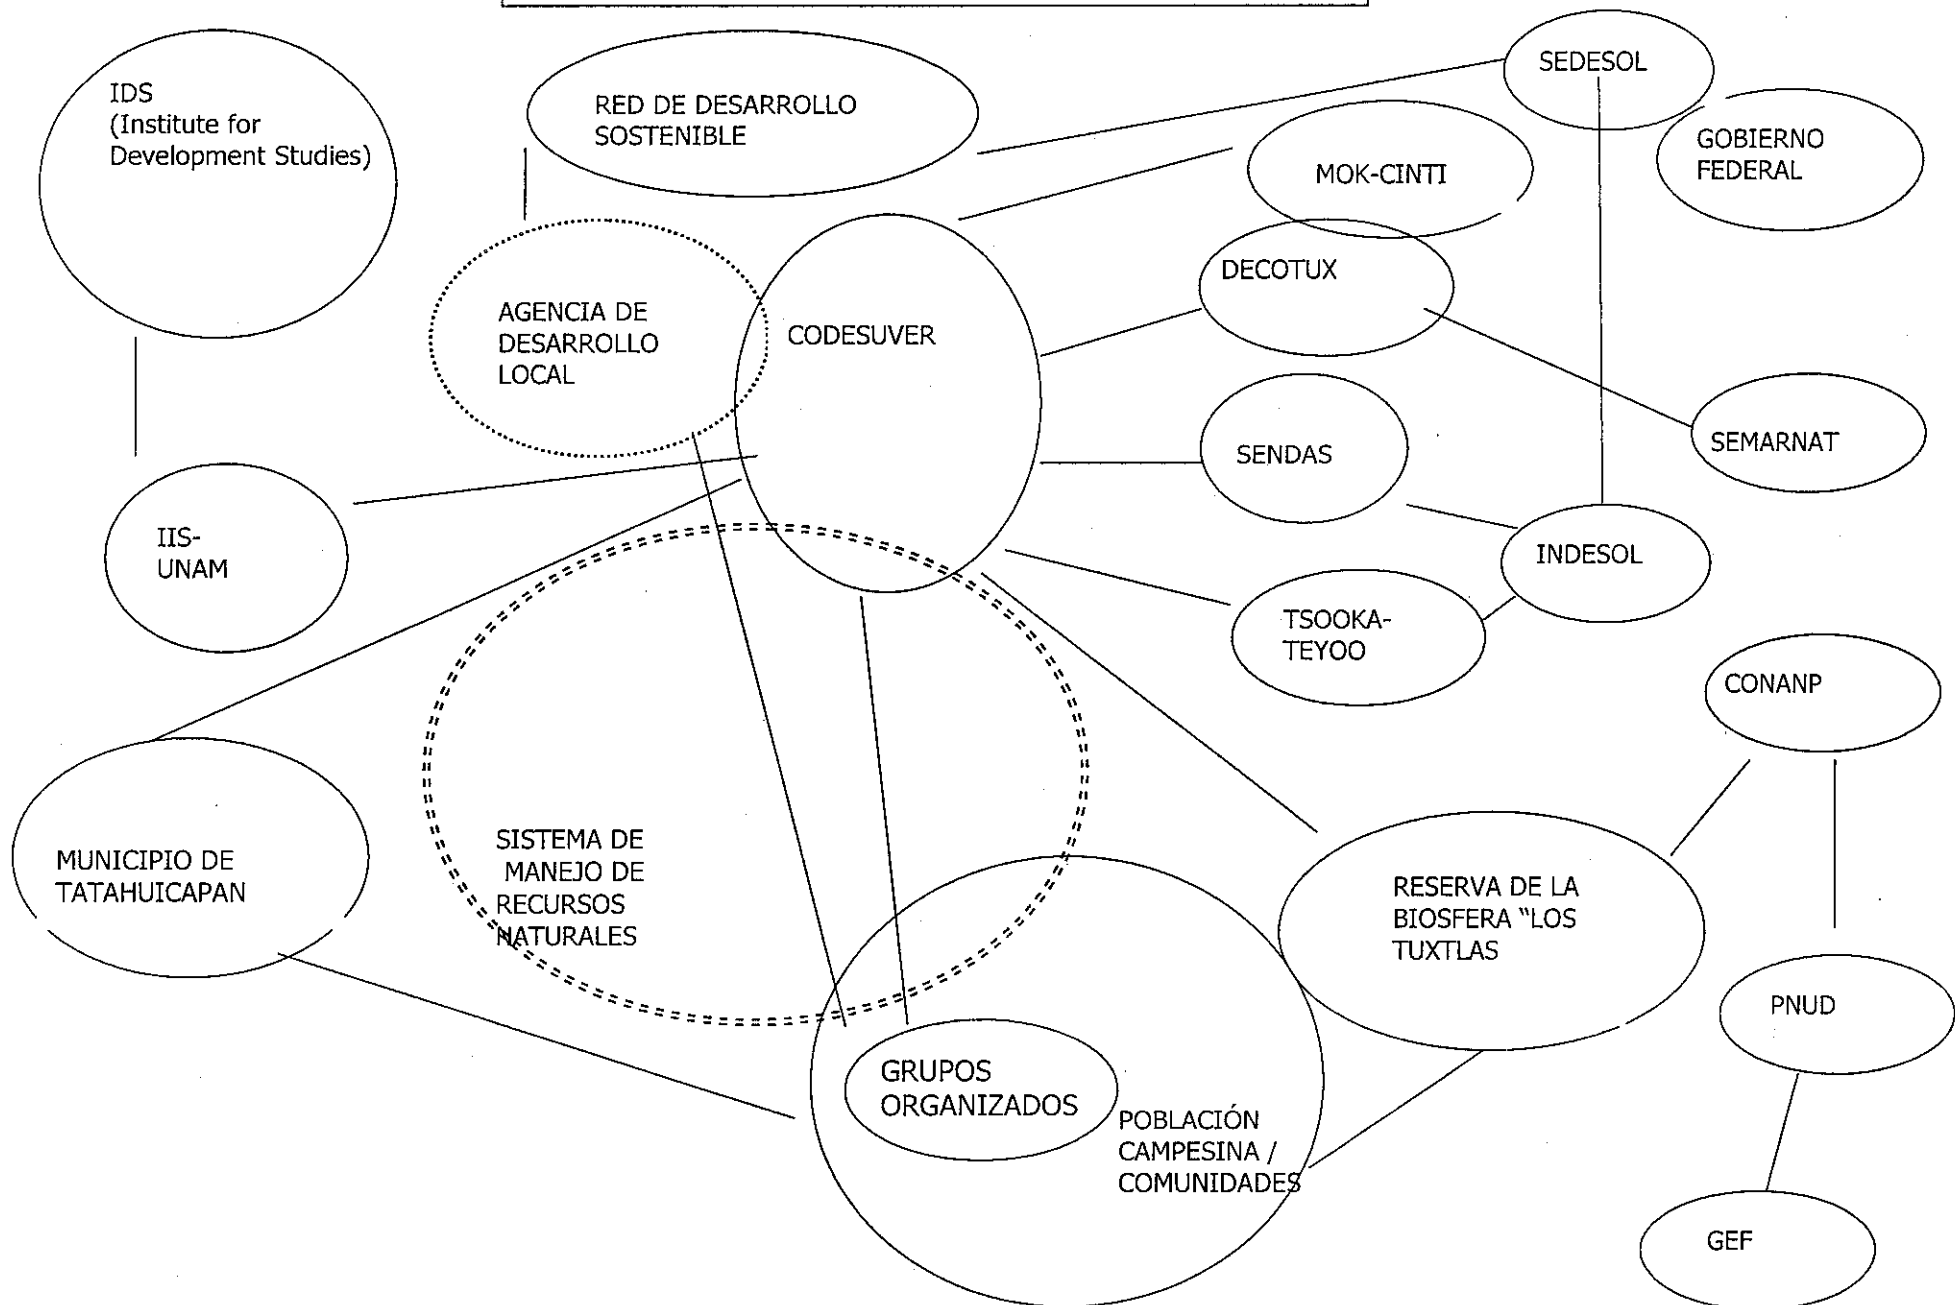 IDS
(Institute for
Development Studies)
RED DE DESARROLLO
SOSTENIBLE
SEDESOL
GOBIERNO
FEDERAL
MOK-CINTI
DECOTUX
AGENCIA DE
DESARROLLO
LOCAL
CODESUVER
SENDAS
SEMARNAT
IIS-
UNAM
INDESOL
TSOOKA-
TEYOO
CONANP
MUNICIPIO DE
TATAHUICAPAN
SISTEMA DE
MANEJO DE
RECURSOS
NATURALES
RESERVA DE LA
BIOSFERA "LOS
TUXTLAS
PNUD
GRUPOS
ORGANIZADOS
POBLACIÓN
CAMPESINA /
COMUNIDADES
GEF